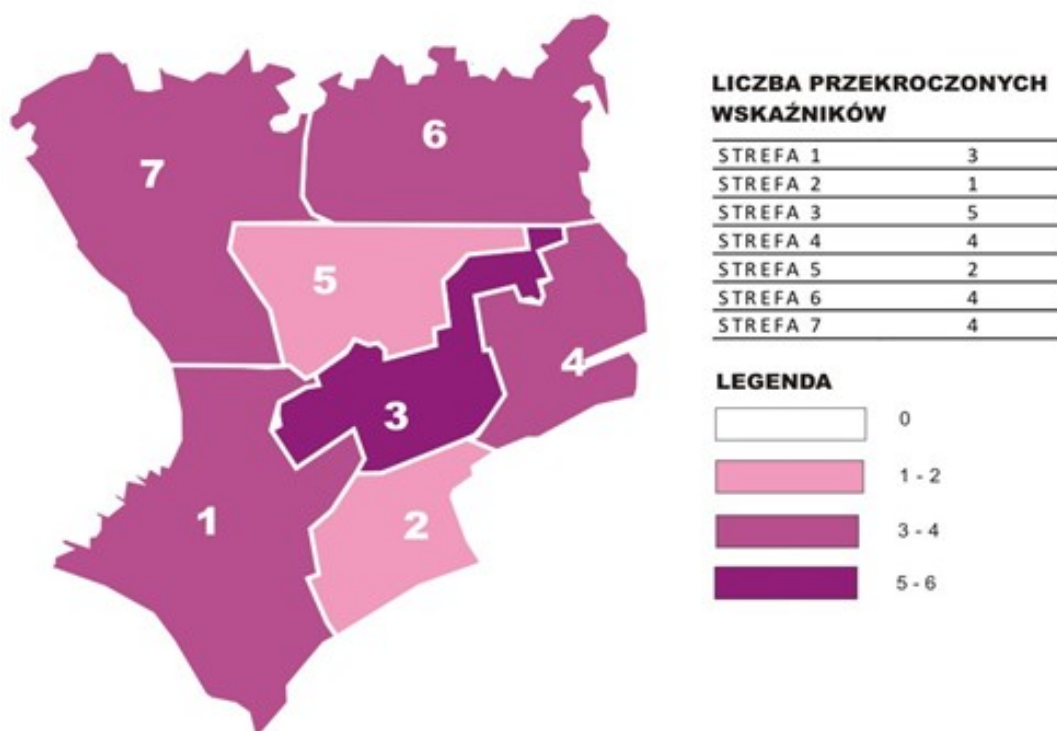 7
6
5
4
3
1
2
LICZBA PRZEKROCZONYCH
WSKAŹNIKÓW
STREFA 1 3
STREFA 2 1
STREFA 3 5
STREFA 4 4
STREFA 5 2
STREFA 6 4
STREFA 7 4
LEGENDA
0
1 - 2
3 - 4
5 - 6